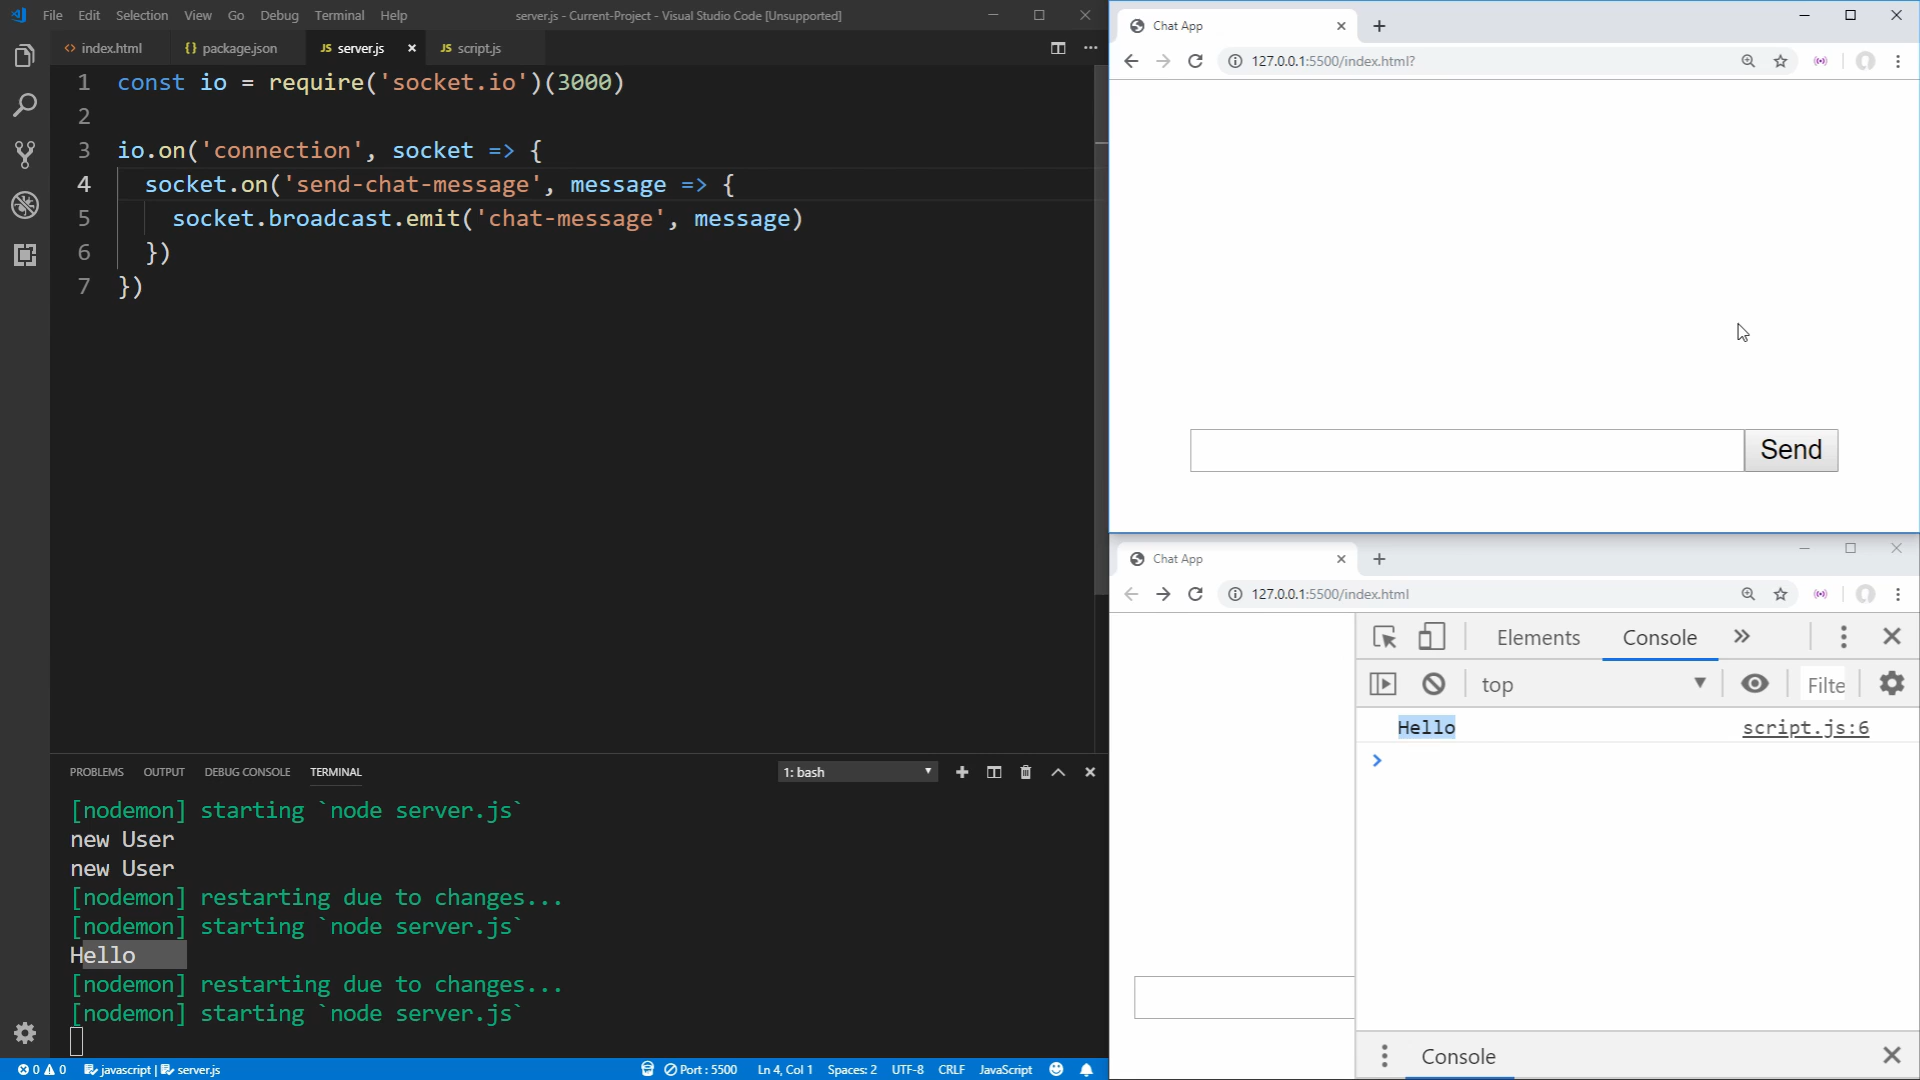 File Edit Selection View Go Debug Terminal Help
server.js - Current-Project - Visual Studio Code [Unsupported]
<> index.html
{} package.json
JS server.js
JS script.js
1 const io = require('socket.io')(3000)
2
3 io.on('connection', socket => {
4 socket.on('send-chat-message', message => {
5 socket.broadcast.emit('chat-message', message)
6 })
7 })
PROBLEMS OUTPUT DEBUG CONSOLE TERMINAL
1: bash
[nodemon] starting `node server.js`
new User
new User
[nodemon] restarting due to changes...
[nodemon] starting `node server.js`
Hello
[nodemon] restarting due to changes...
[nodemon] starting `node server.js`
0 0 javascript | server.js
Port : 5500 Ln 4, Col 1 Spaces: 2 UTF-8 CRLF JavaScript
Chat App
127.0.0.1:5500/index.html?
Send
Chat App
127.0.0.1:5500/index.html
Elements Console
top Filte
Hello script.js:6
Console